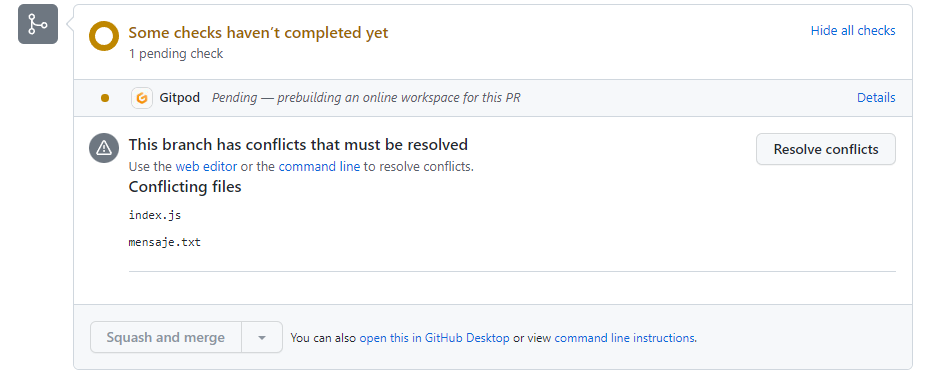 Some checks haven't completed yet
Hide all checks
1 pending check
Gitpod Pending — prebuilding an online workspace for this PR
Details
This branch has conflicts that must be resolved
Resolve conflicts
Use the web editor or the command line to resolve conflicts.
Conflicting files
index.js
mensaje.txt
Squash and merge
You can also open this in GitHub Desktop or view command line instructions.